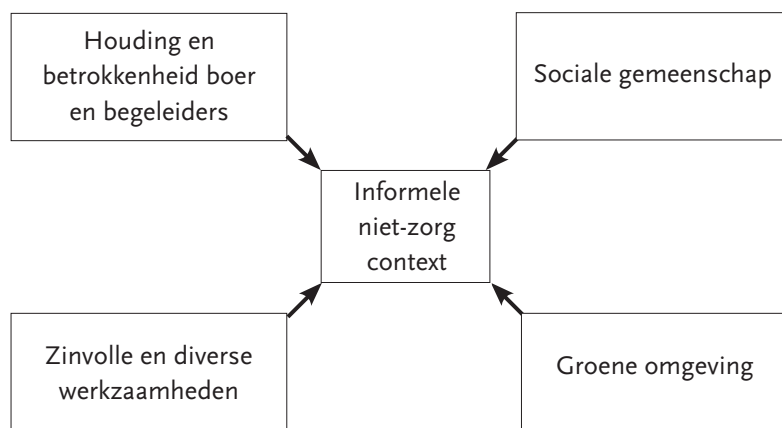 Houding en
betrokkenheid boer
en begeleiders
Sociale gemeenschap
Informele
niet-zorg
context
Zinvolle en diverse
werkzaamheden
Groene omgeving